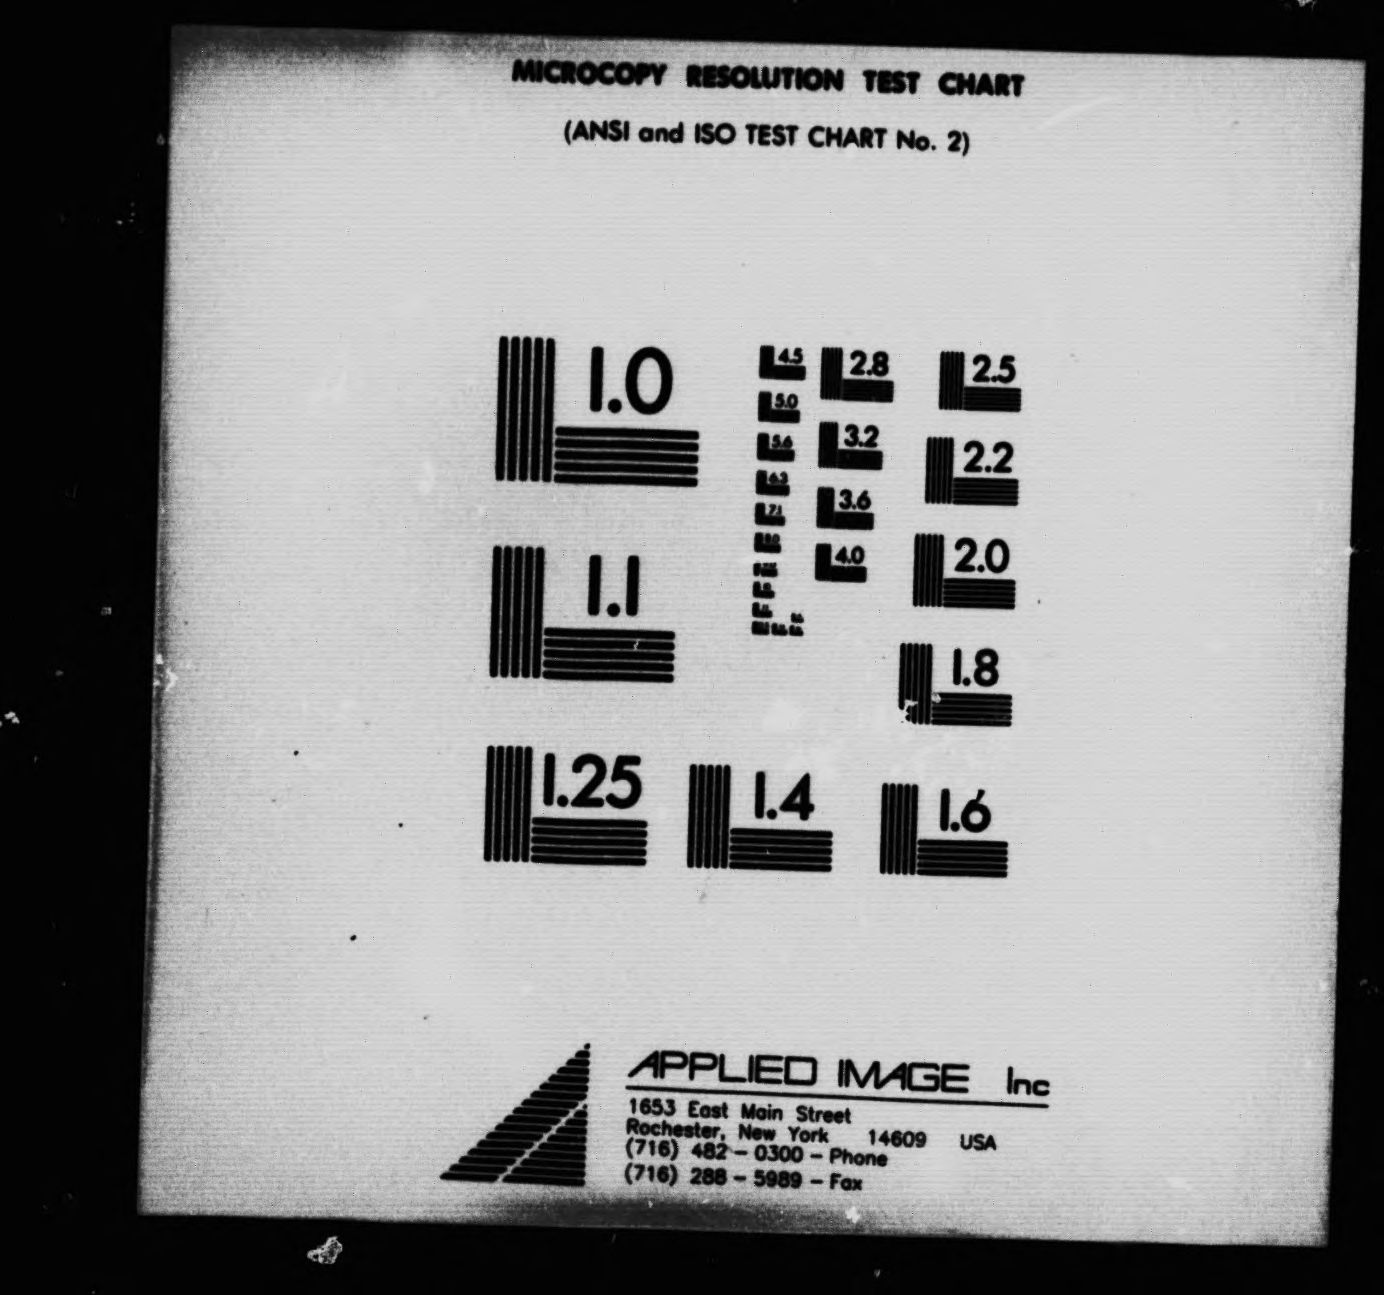 MICROCOPY RESOLUTION TEST CHART
(ANSI and ISO TEST CHART No. 2)
1.0
4.5
2.8
2.5
5.0
5.6
3.2
2.2
6.3
7.1
3.6
8.0
4.0
2.0
1.1
1.8
1.25
1.4
1.6
APPLIED IMAGE Inc
1653 East Main Street
Rochester, New York 14609 USA
(716) 482 - 0300 - Phone
(716) 288 - 5989 - Fax